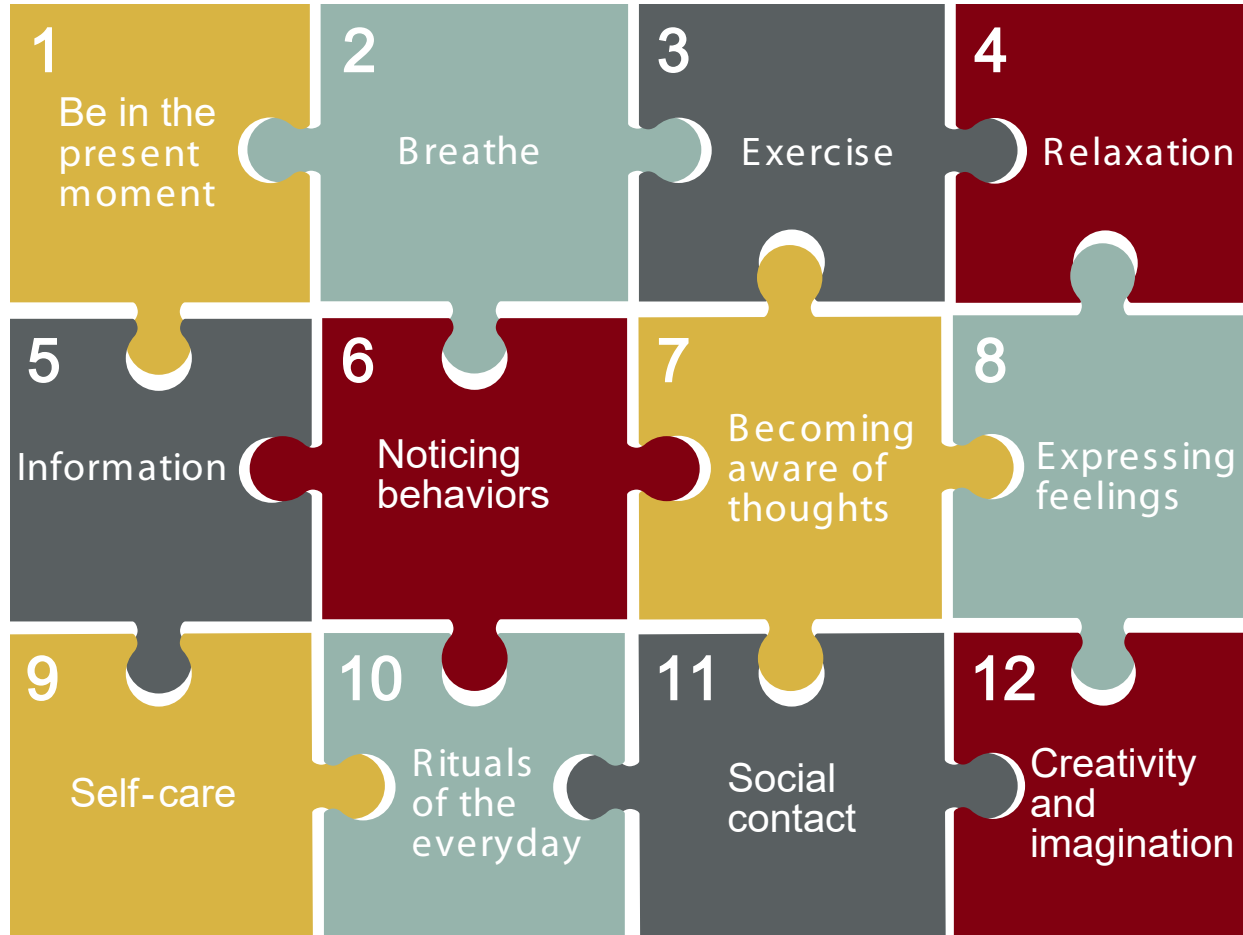 1
Be in the
present
moment
2
Breathe
3
Exercise
4
Relaxation
5
Information
6
Noticing
behaviors
7
Becoming
aware of
thoughts
8
Expressing
feelings
9
Self-care
10
Rituals
of the
everyday
11
Social
contact
12
Creativity
and
imagination